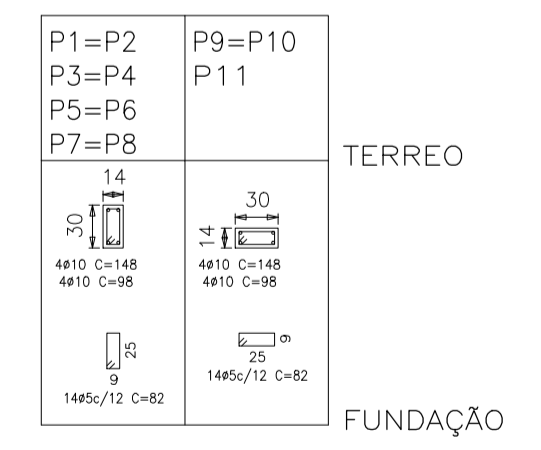 P1=P2
P3=P4
P5=P6
P7=P8
P9=P10
P11
TERREO
14
30
4ø10 C=148
4ø10 C=98
25
9
14ø5c/12 C=82
30
14
4ø10 C=148
4ø10 C=98
9
25
14ø5c/12 C=82
FUNDAÇÃO